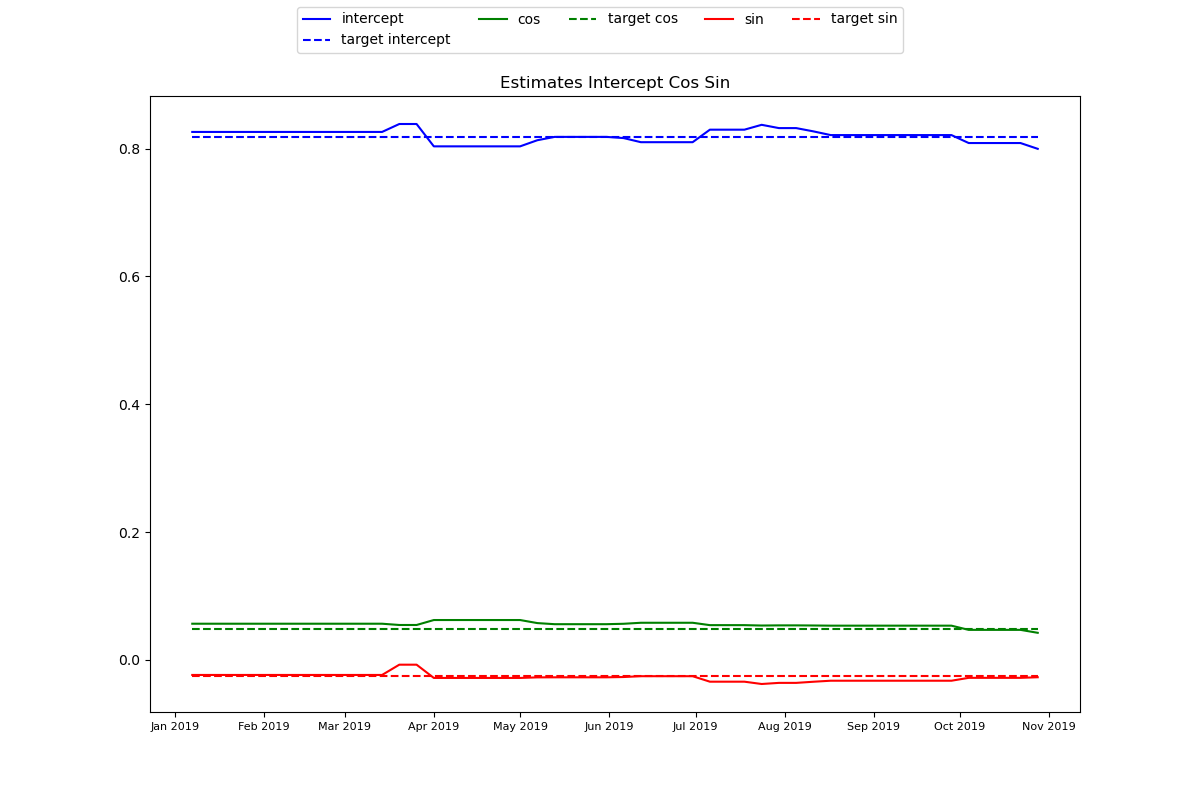 intercept cos target cos sin target sin
target intercept
Estimates Intercept Cos Sin
0.8
0.6
0.4
0.2
0.0
Jan 2019 Feb 2019 Mar 2019 Apr 2019 May 2019 Jun 2019 Jul 2019 Aug 2019 Sep 2019 Oct 2019 Nov 2019